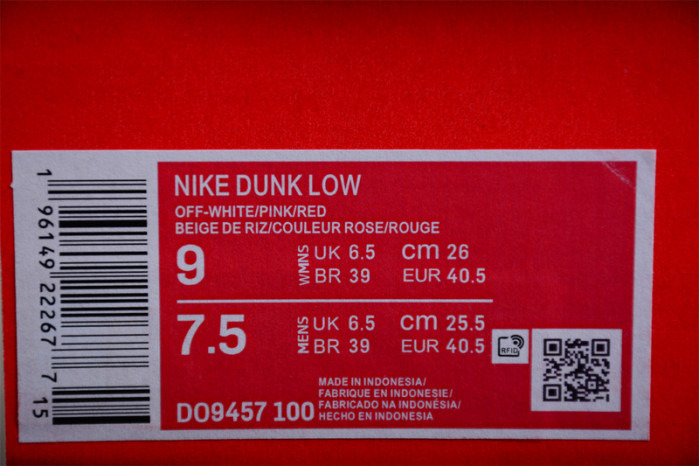 1 96149 22267 7 15
NIKE DUNK LOW
OFF-WHITE/PINK/RED
BEIGE DE RIZ/COULEUR ROSE/ROUGE
9 WMNS UK 6.5 cm 26
BR 39 EUR 40.5
7.5 MENS UK 6.5 cm 25.5
BR 39 EUR 40.5
RFID
MADE IN INDONESIA/
FABRIQUE EN INDONESIE/
FABRICADO NA INDONÉSIA/
DO9457 100 HECHO EN INDONESIA